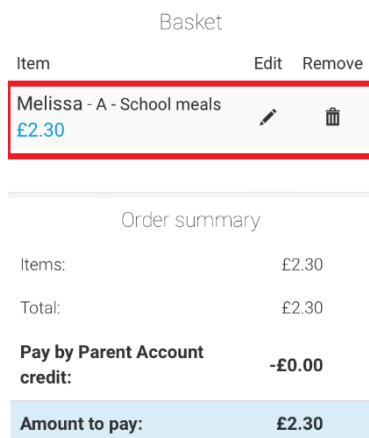 Basket
Item Edit Remove
Melissa - A - School meals
£2.30
Order summary
Items: £2.30
Total: £2.30
Pay by Parent Account
credit: -£0.00
Amount to pay: £2.30